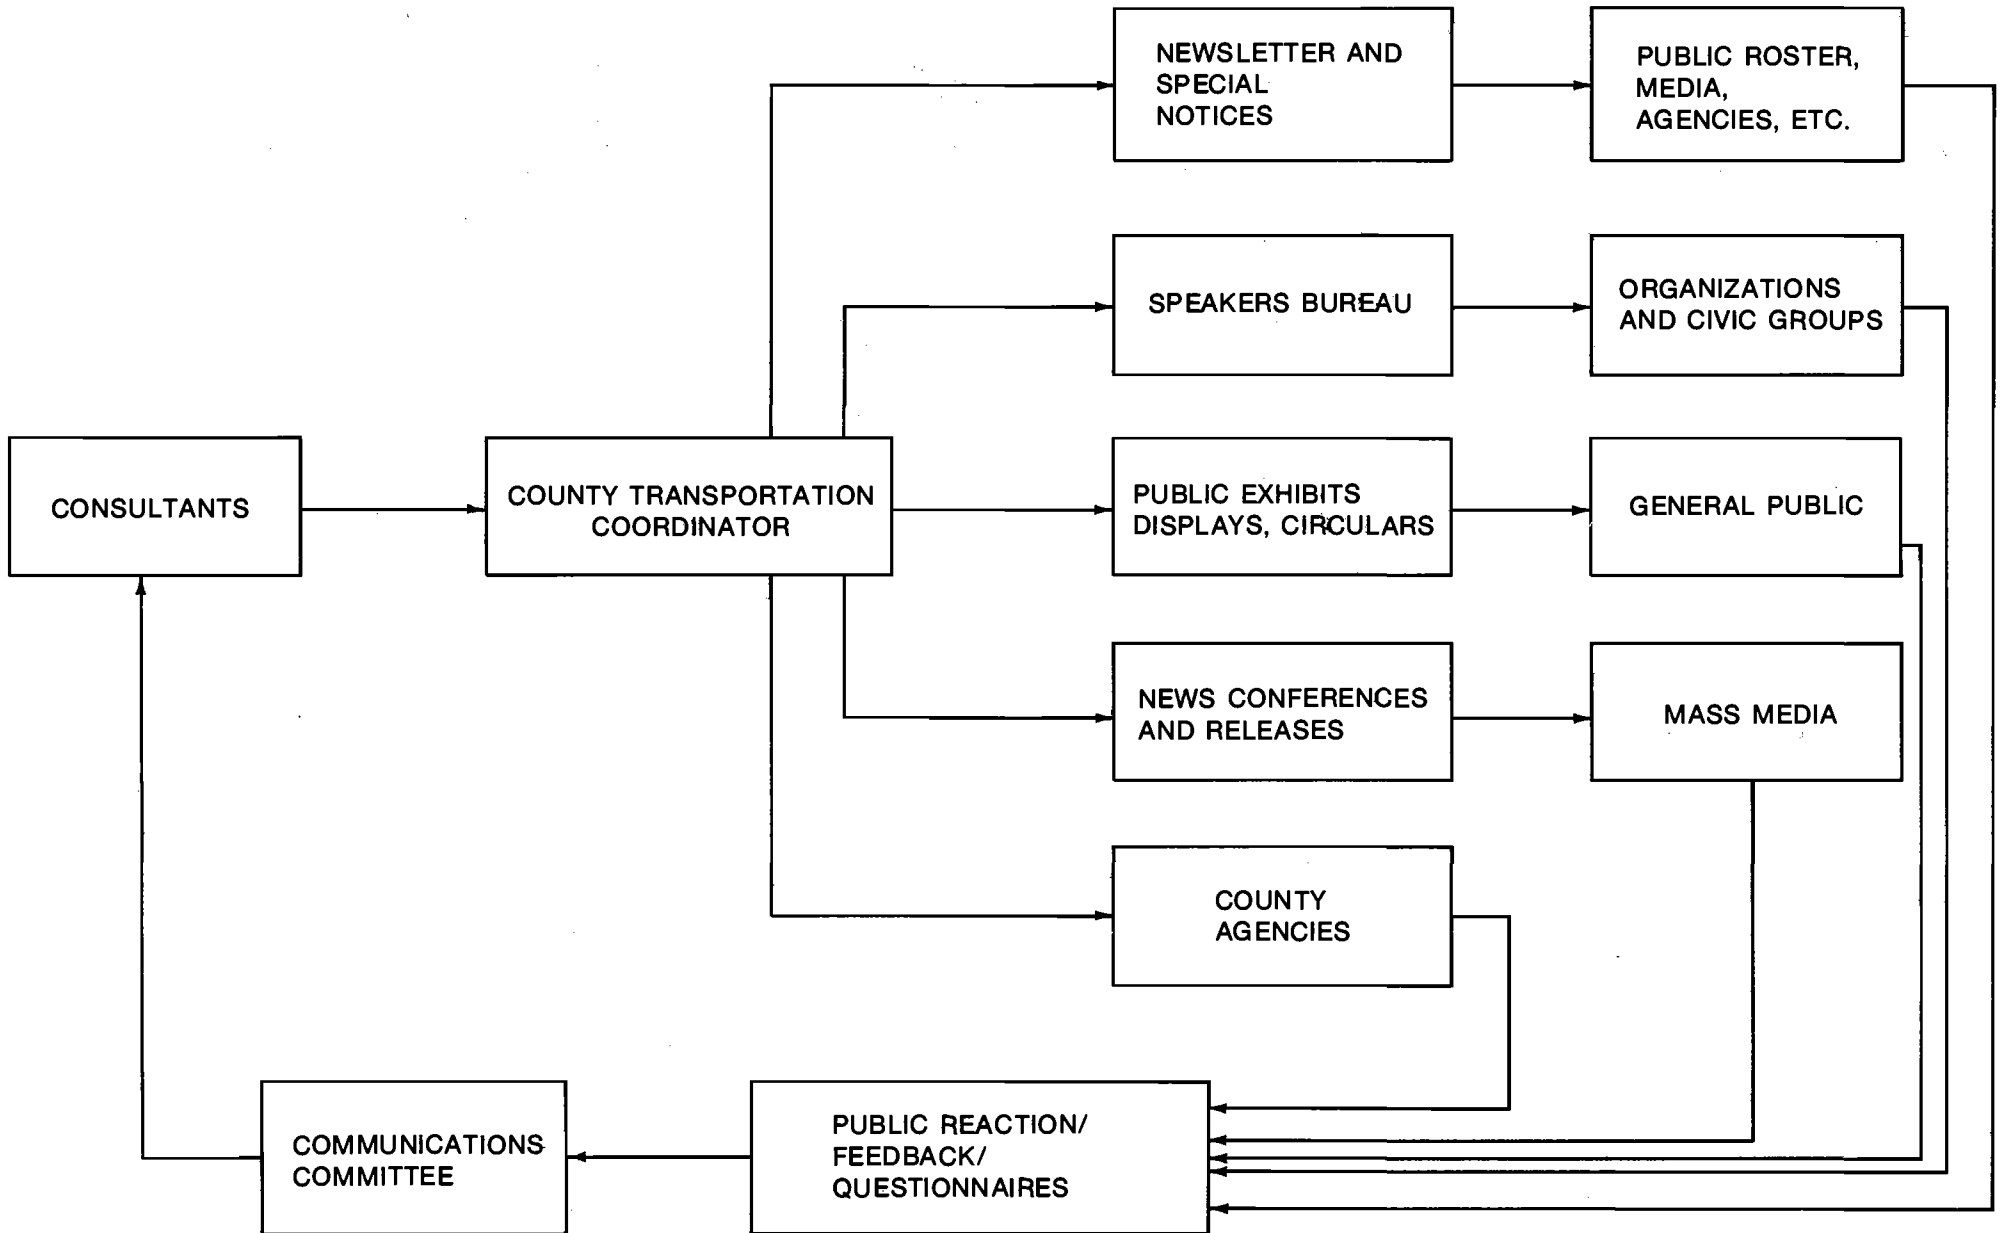 NEWSLETTER AND
SPECIAL
NOTICES
PUBLIC ROSTER,
MEDIA,
AGENCIES, ETC.
SPEAKERS BUREAU
ORGANIZATIONS
AND CIVIC GROUPS
CONSULTANTS
COUNTY TRANSPORTATION
COORDINATOR
PUBLIC EXHIBITS
DISPLAYS, CIRCULARS
GENERAL PUBLIC
NEWS CONFERENCES
AND RELEASES
MASS MEDIA
COUNTY
AGENCIES
COMMUNICATIONS
COMMITTEE
PUBLIC REACTION/
FEEDBACK/
QUESTIONNAIRES